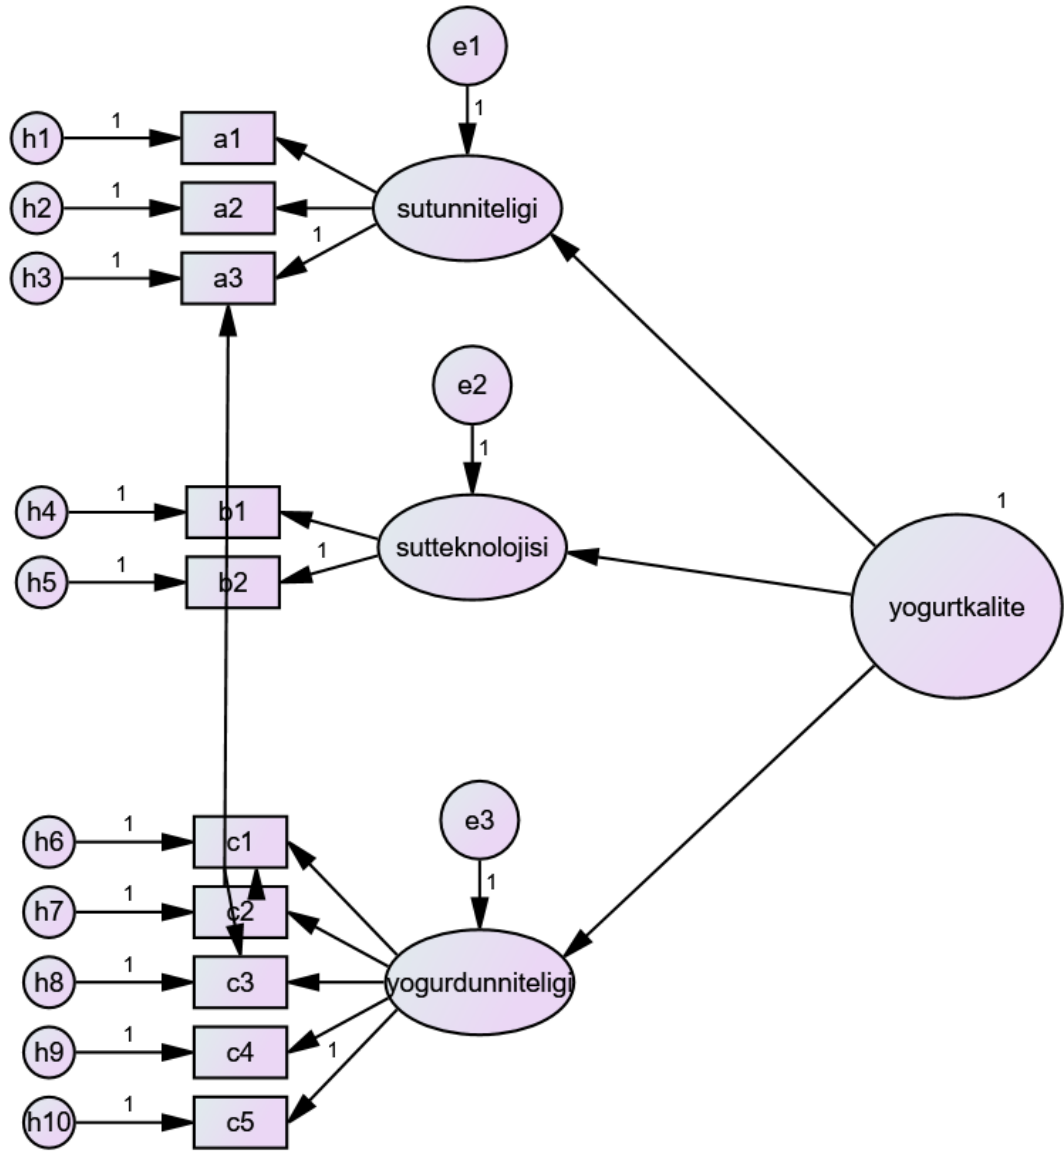 e1
1
h1 1 a1
h2 1 a2
sutunniteligi
1
h3 1 a3
e2
1
h4 1 b1
1
h5 1 b2
sutteknolojisi
1
yogurtkalite
e3
1
h6 1 c1
h7 1 c2
h8 1 c3
yogurdunniteligi
h9 1 c4
1
h10 1 c5